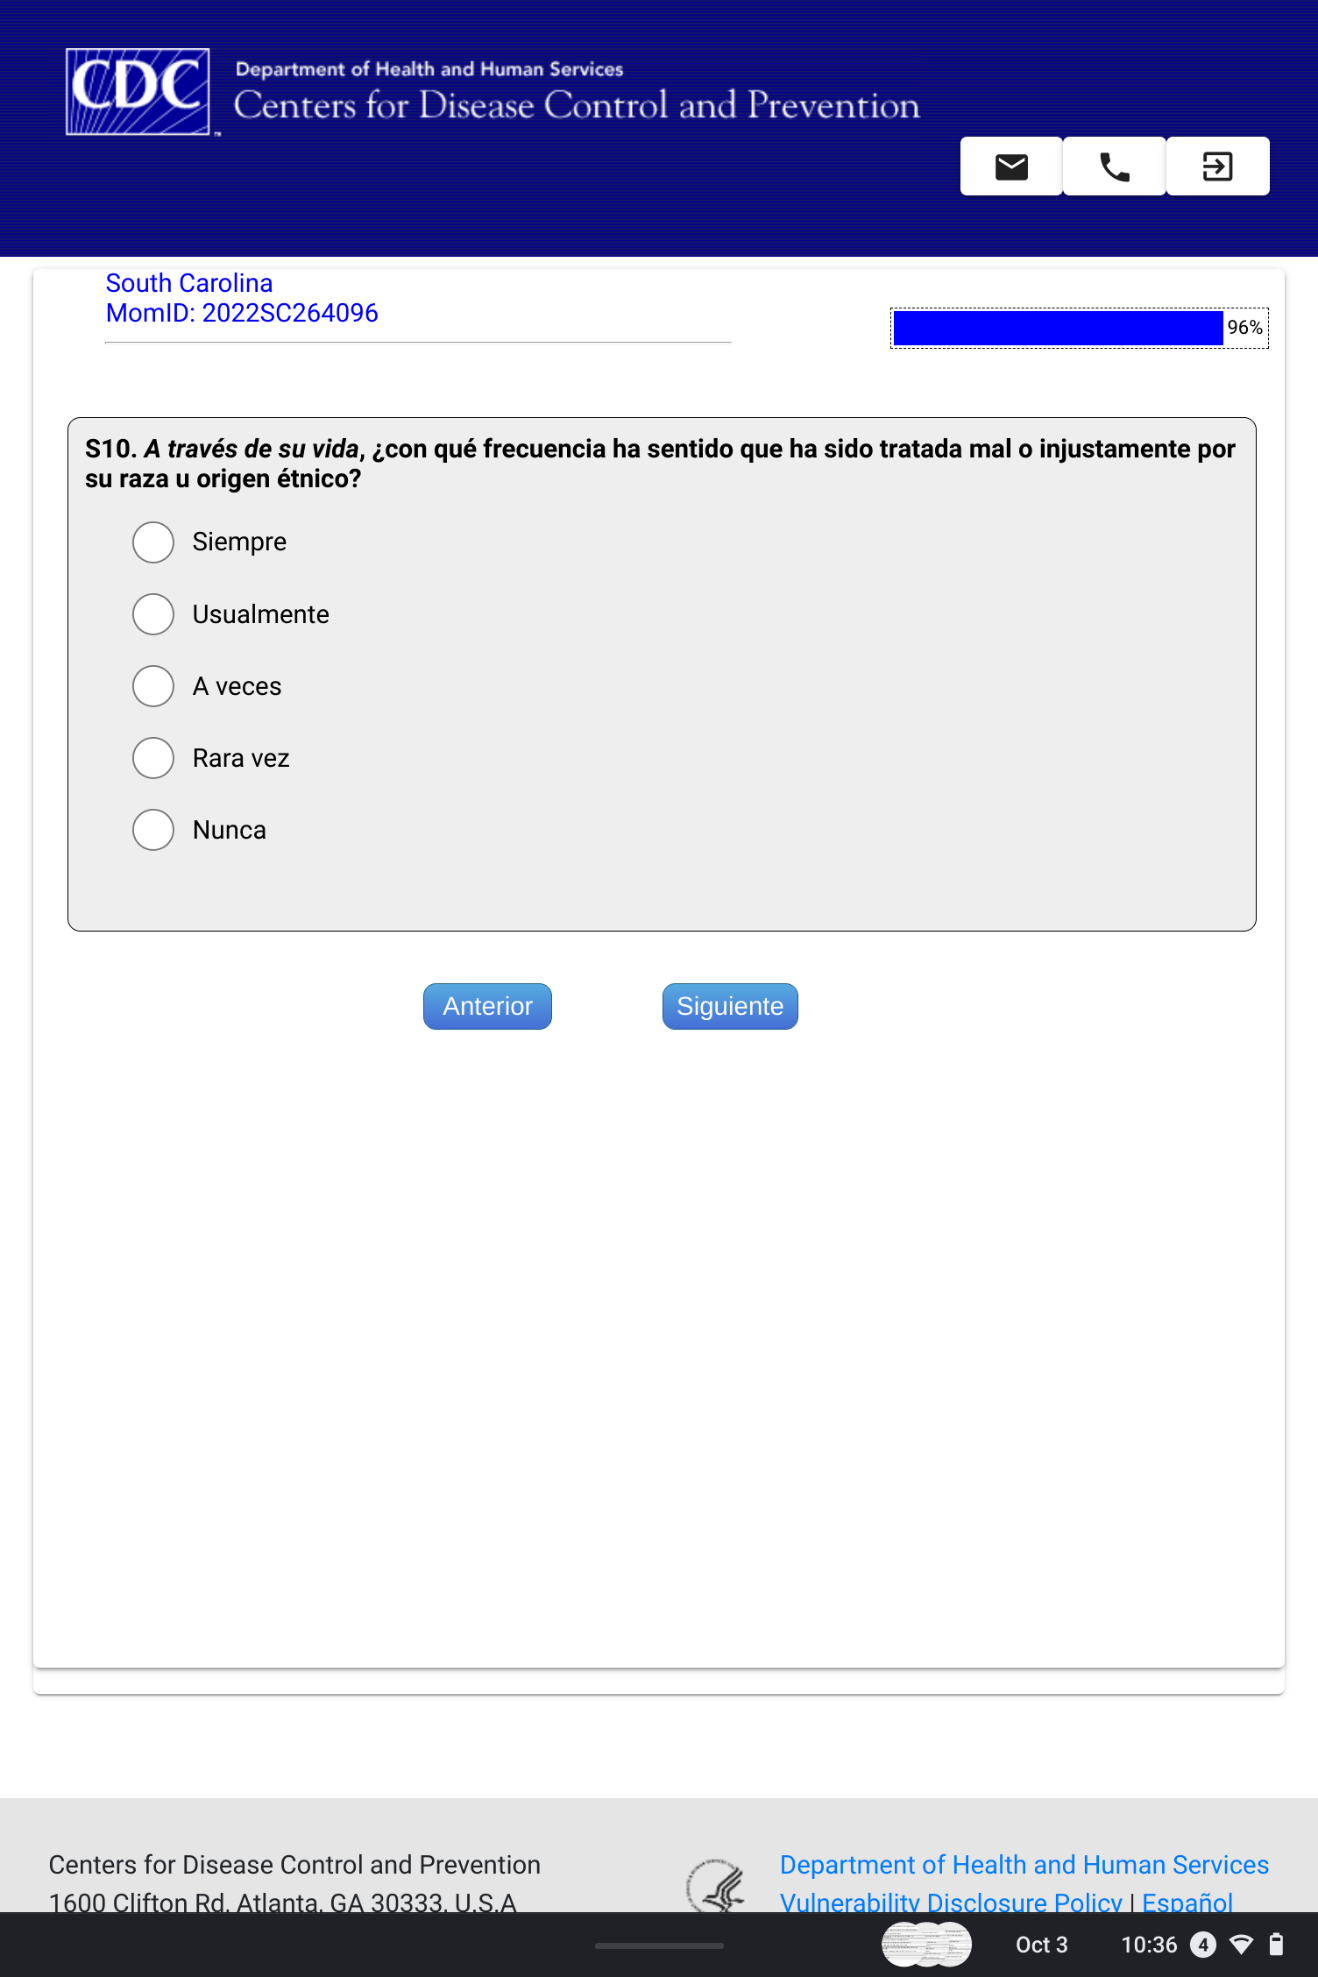 CDC
Department of Health and Human Services
Centers for Disease Control and Prevention
South Carolina
MomID: 2022SC264096
96%
S10. A través de su vida, ¿con qué frecuencia ha sentido que ha sido tratada mal o injustamente por
su raza u origen étnico?
Siempre
Usualmente
A veces
Rara vez
Nunca
Anterior
Siguiente
Centers for Disease Control and Prevention
1600 Clifton Rd. Atlanta, GA 30333, U.S.A
Department of Health and Human Services
Vulnerability Disclosure Policy | Español
Oct 3
10:36
4